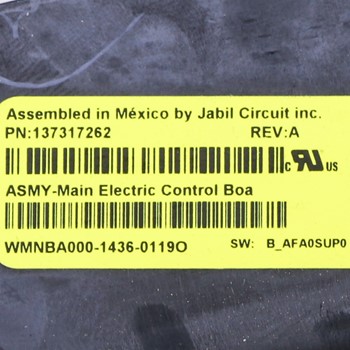 Assembled in México by Jabil Circuit inc.
PN:137317262 REV:A
c RU US
ASMY-Main Electric Control Boa
WMNBA000-1436-0119O SW: B_AFA0SUP0